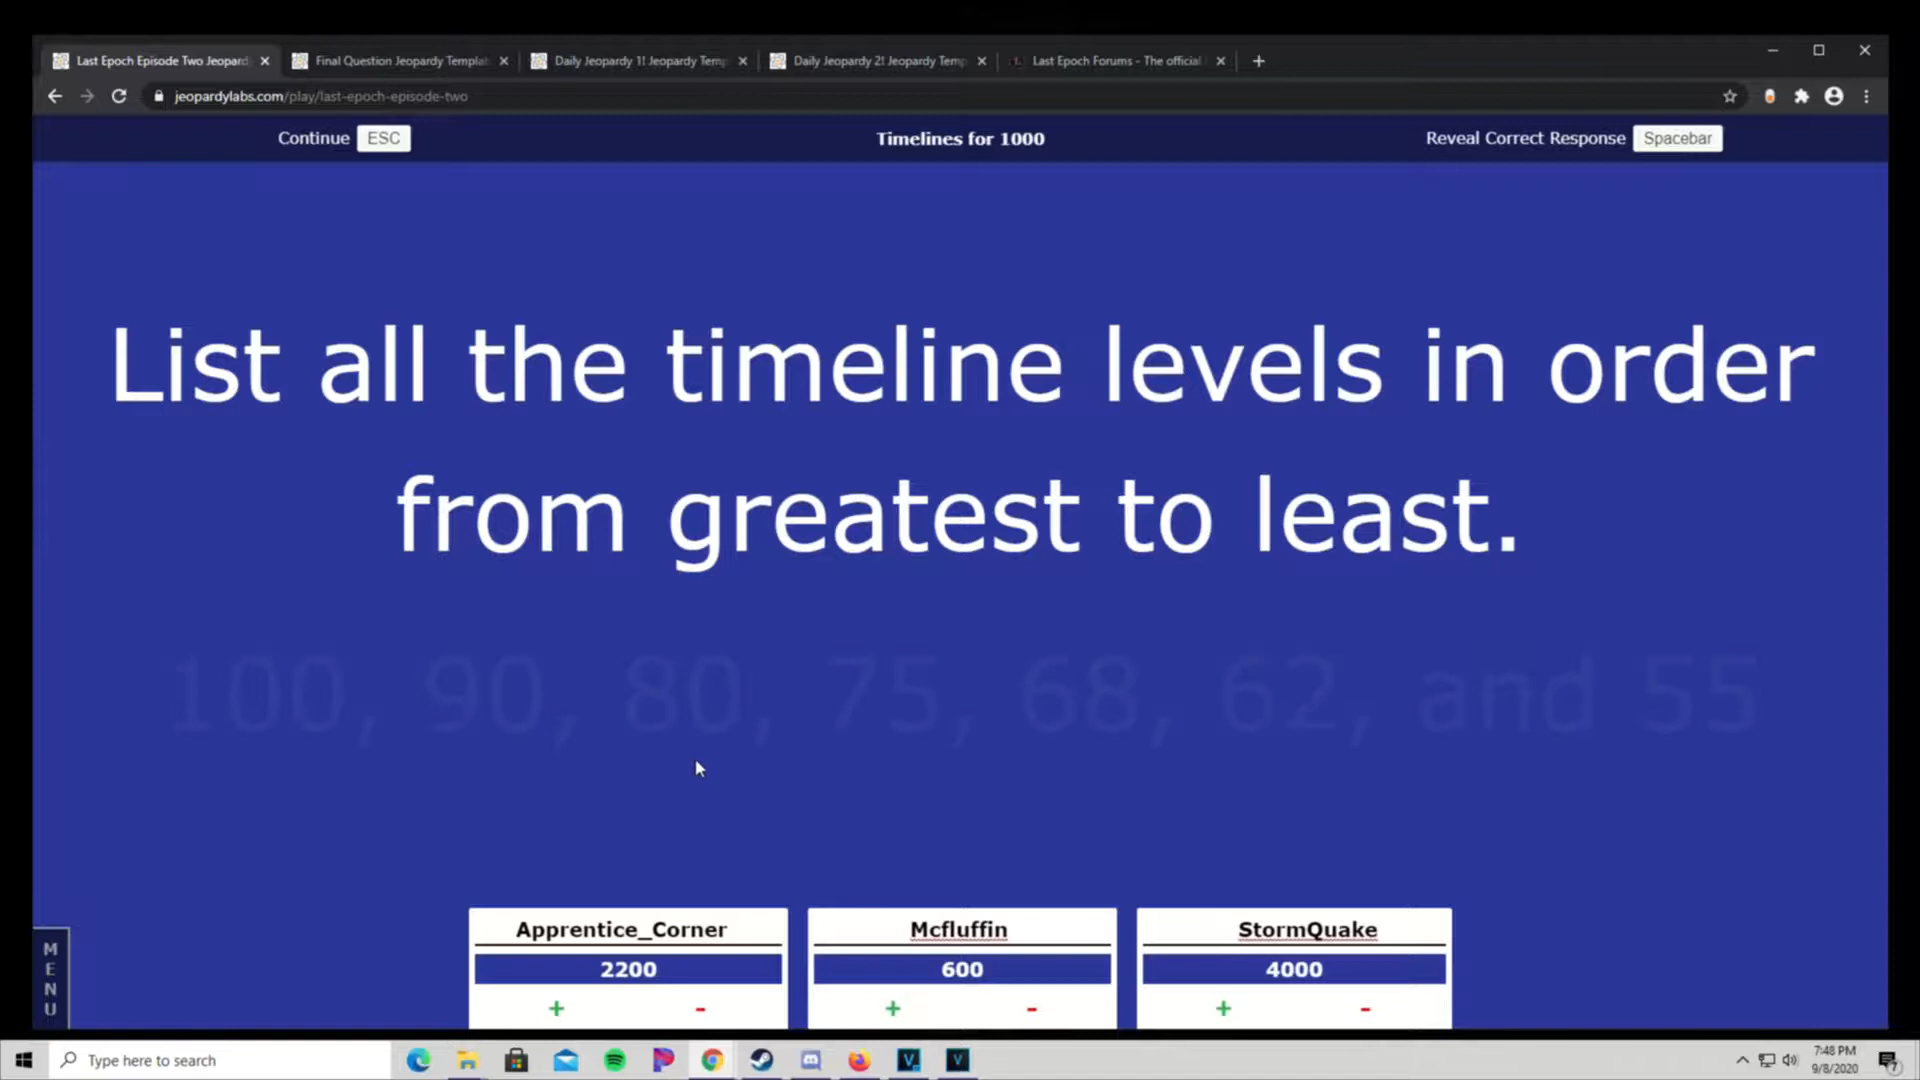 Last Epoch Episode Two Jeopard
Final Question Jeopardy Templat
Daily Jeopardy 1! Jeopardy Temp
Daily Jeopardy 2! Jeopardy Temp
Last Epoch Forums - The official
jeopardylabs.com/play/last-epoch-episode-two
Continue ESC
Timelines for 1000
Reveal Correct Response Spacebar
List all the timeline levels in order
from greatest to least.
100, 90, 80, 75, 68, 62, and 55
MENU
Apprentice_Corner
2200
+ -
Mcfluffin
600
+ -
StormQuake
4000
+ -
Type here to search
7:48 PM
9/8/2020